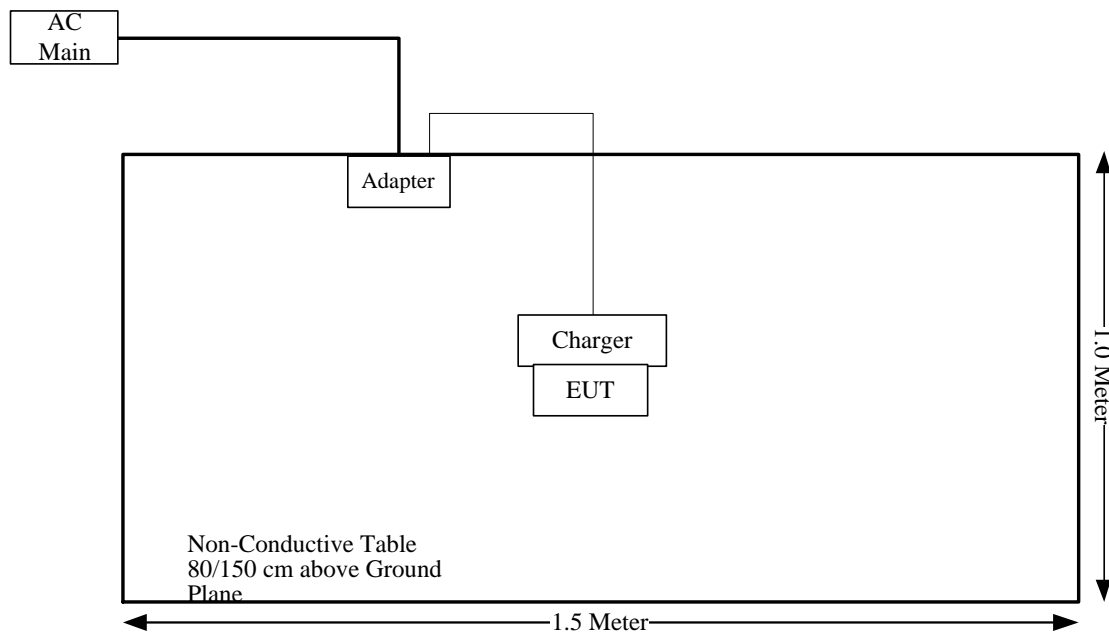 AC
Main
Adapter
Charger
EUT
1.0 Meter
Non-Conductive Table
80/150 cm above Ground
Plane
1.5 Meter